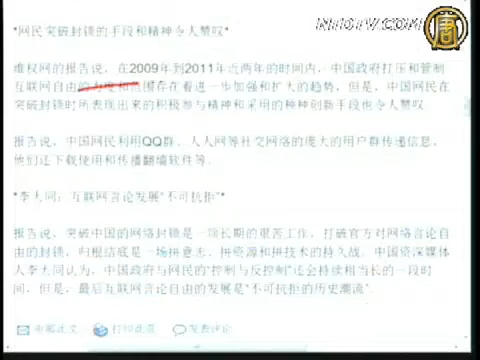 NTDTV.COM
"网民突破封锁的手段和精神令人赞叹"
维权网的报告说，在2009年到2011年近两年的时间内，中国政府打压和管制
互联网自由的力度和范围存在着进一步加强和扩大的趋势，但是，中国网民在
突破封锁时所表现出来的积极参与精神和采用的种种创新手段也令人赞叹。
报告说，中国网民利用QQ群、人人网等社交网络的庞大的用户群传递信息，
他们还下载使用和传播翻墙软件等。
"李大同：互联网言论发展"不可抗拒"
报告说，突破中国的网络封锁是一项长期的艰苦工作，打破官方对网络言论自
由的封锁，归根结底是一场拼意志、拼资源和拼技术的持久战。中国资深媒体
人李大同认为，中国政府与网民的"控制与反控制"还会持续相当长的一段时
间，但是，最后互联网言论自由的发展是"不可抗拒的历史潮流"。
电邮此文 打印此页 发表评论